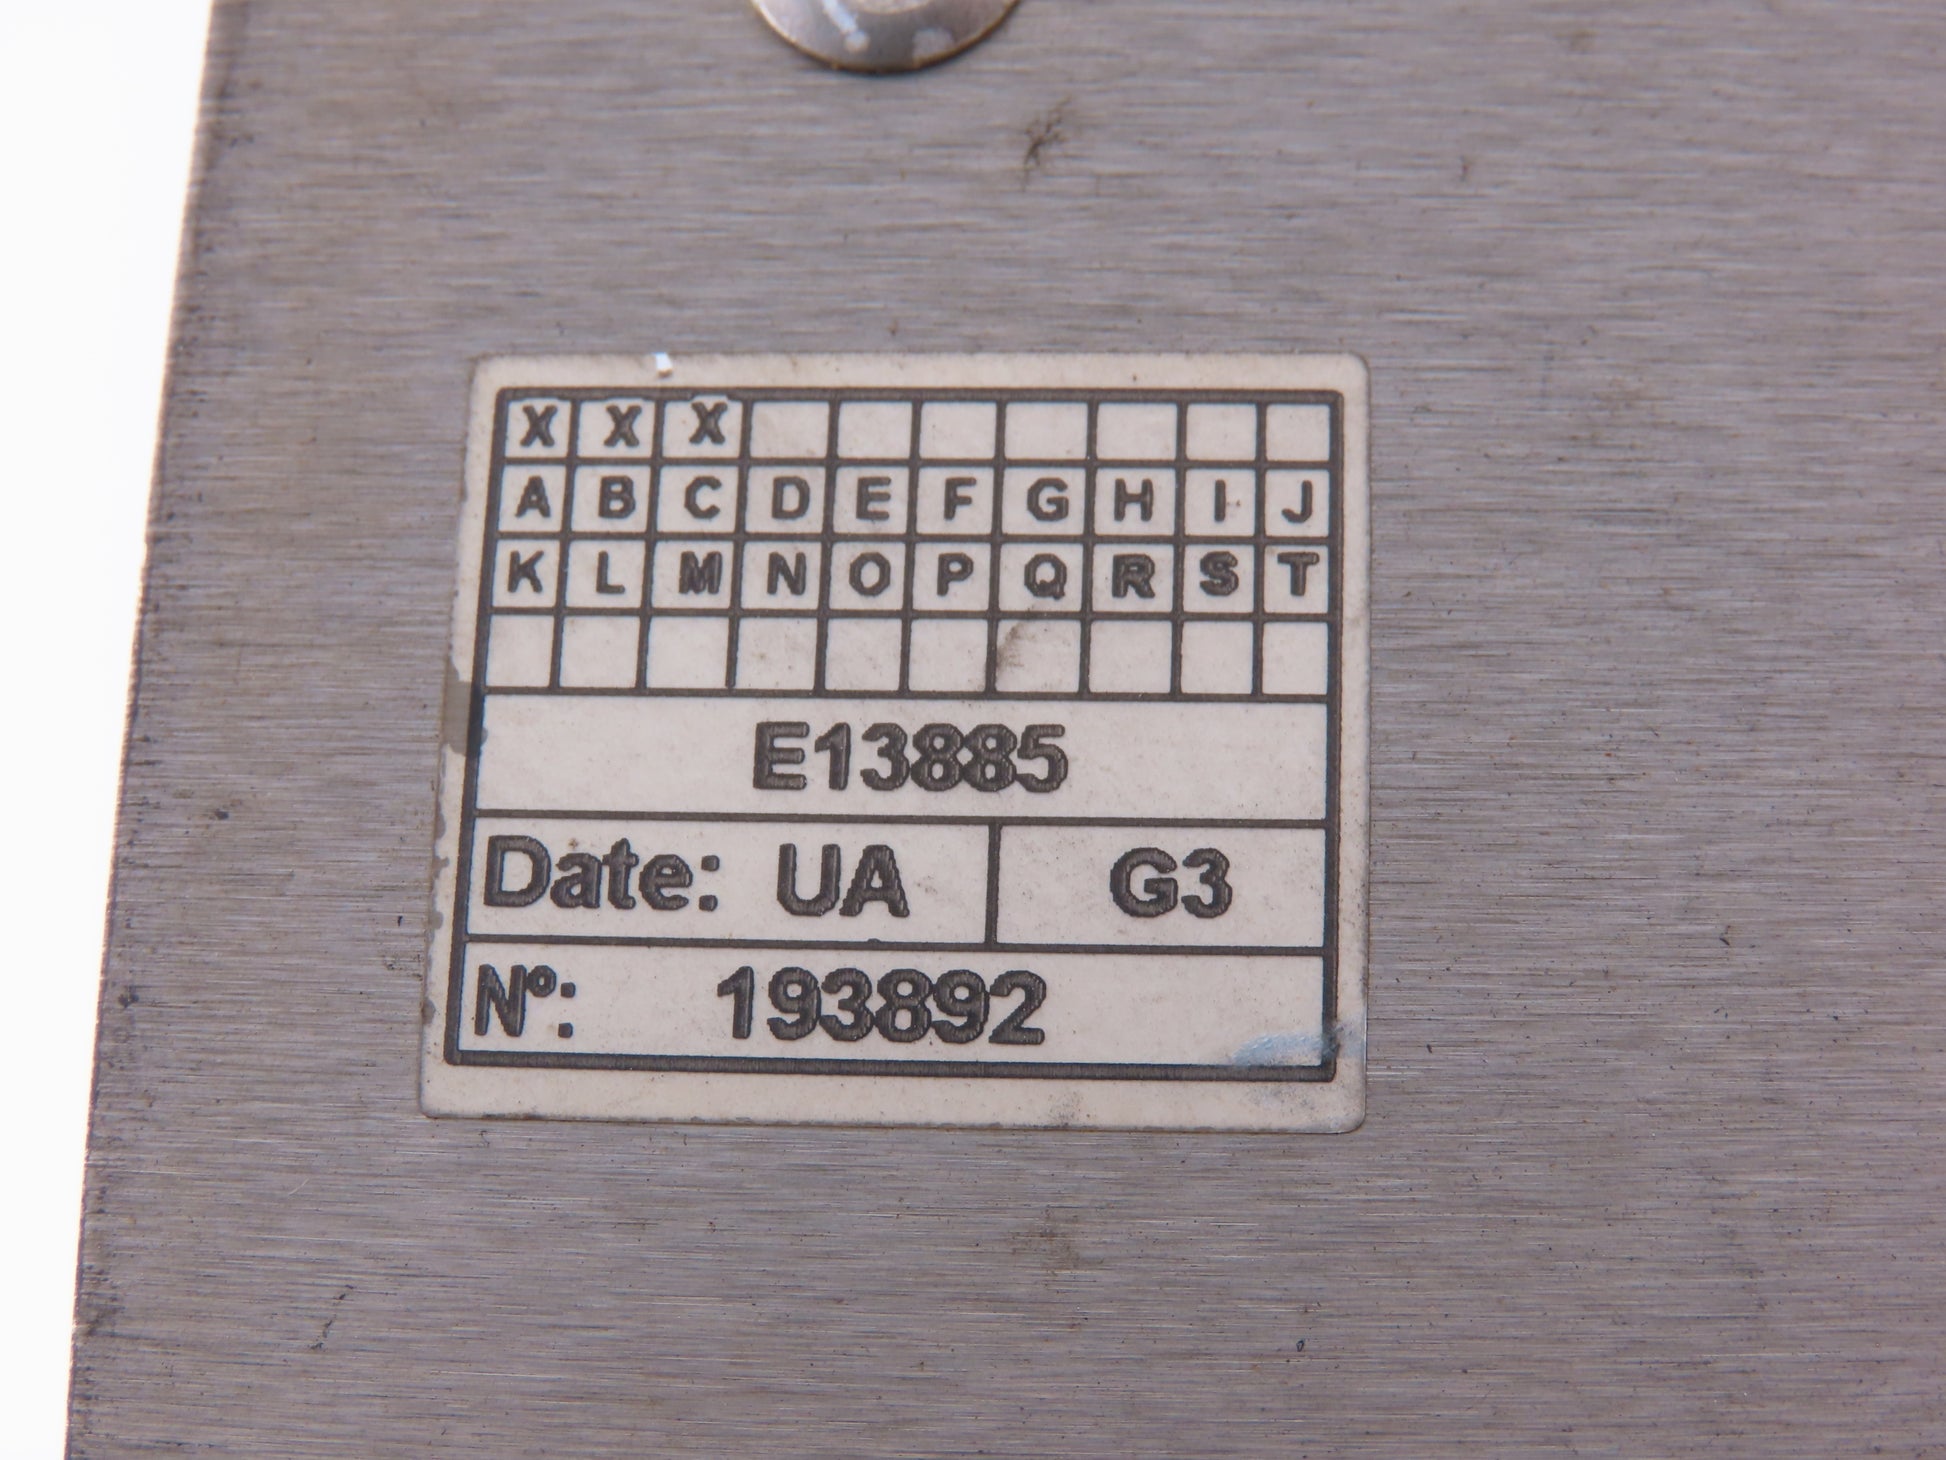 X X X
A B C D E F G H I J
K L M N O P Q R S T
E13885
Date: UA G3
Nº: 193892